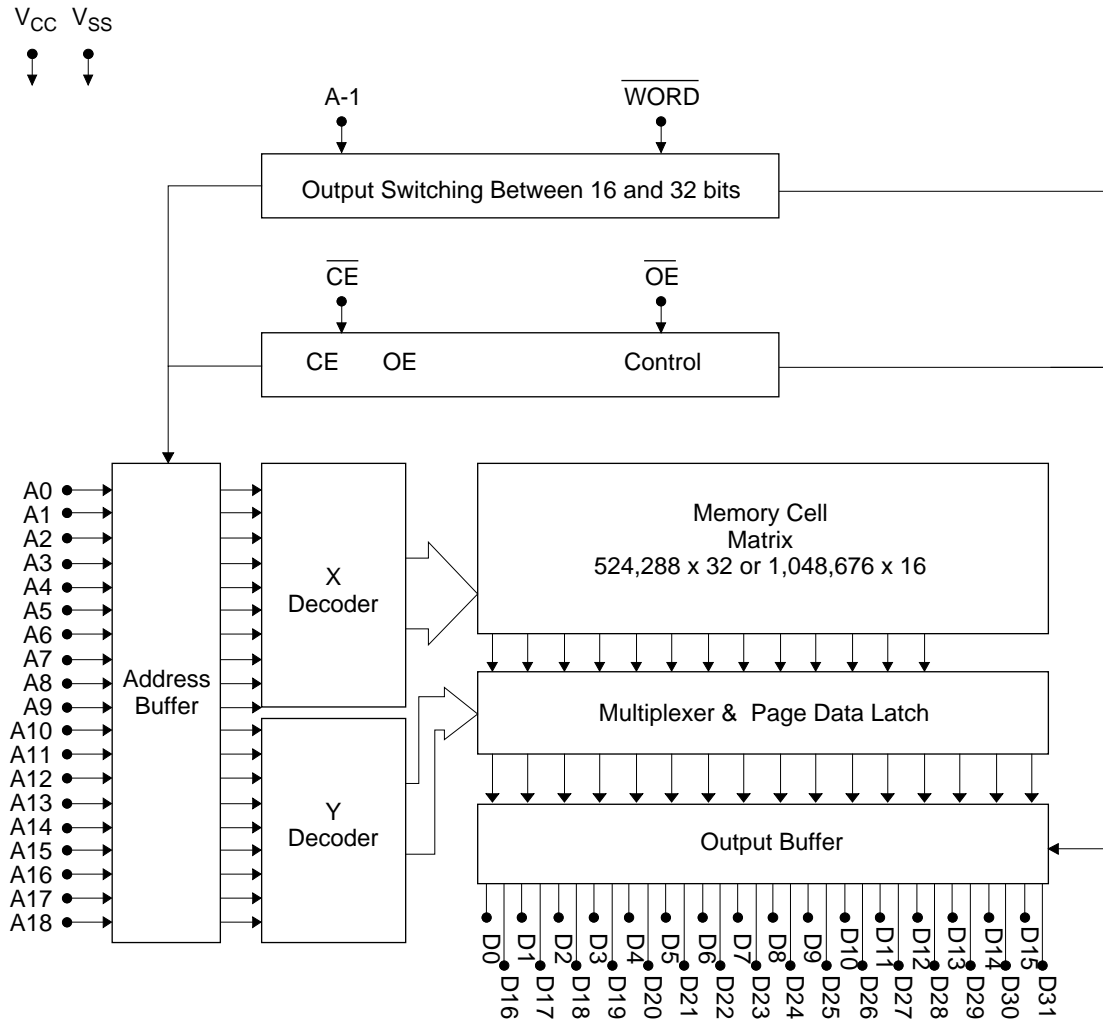 VCC VSS
A-1 WORD
Output Switching Between 16 and 32 bits
CE OE
CE OE Control
A0
A1
A2
A3
A4
A5
A6
A7
A8
A9
A10
A11
A12
A13
A14
A15
A16
A17
A18
Address
Buffer
X
Decoder
Y
Decoder
Memory Cell
Matrix
524,288 x 32 or 1,048,676 x 16
Multiplexer & Page Data Latch
Output Buffer
D0 D1 D2 D3 D4 D5 D6 D7 D8 D9 D10 D11 D12 D13 D14 D15
D16 D17 D18 D19 D20 D21 D22 D23 D24 D25 D26 D27 D28 D29 D30 D31